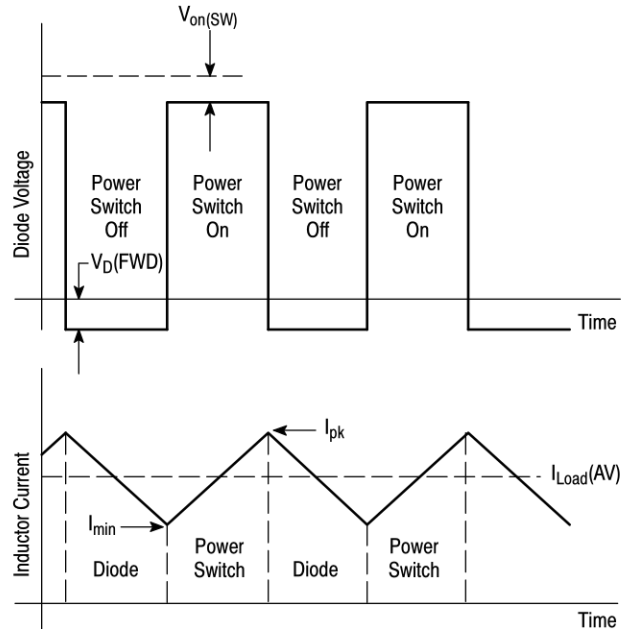 Von(SW)
Diode Voltage
Power
Switch
Off
Power
Switch
On
Power
Switch
Off
Power
Switch
On
VD(FWD)
Time
Inductor Current
Ipk
ILoad(AV)
Imin
Diode
Power
Switch
Diode
Power
Switch
Time